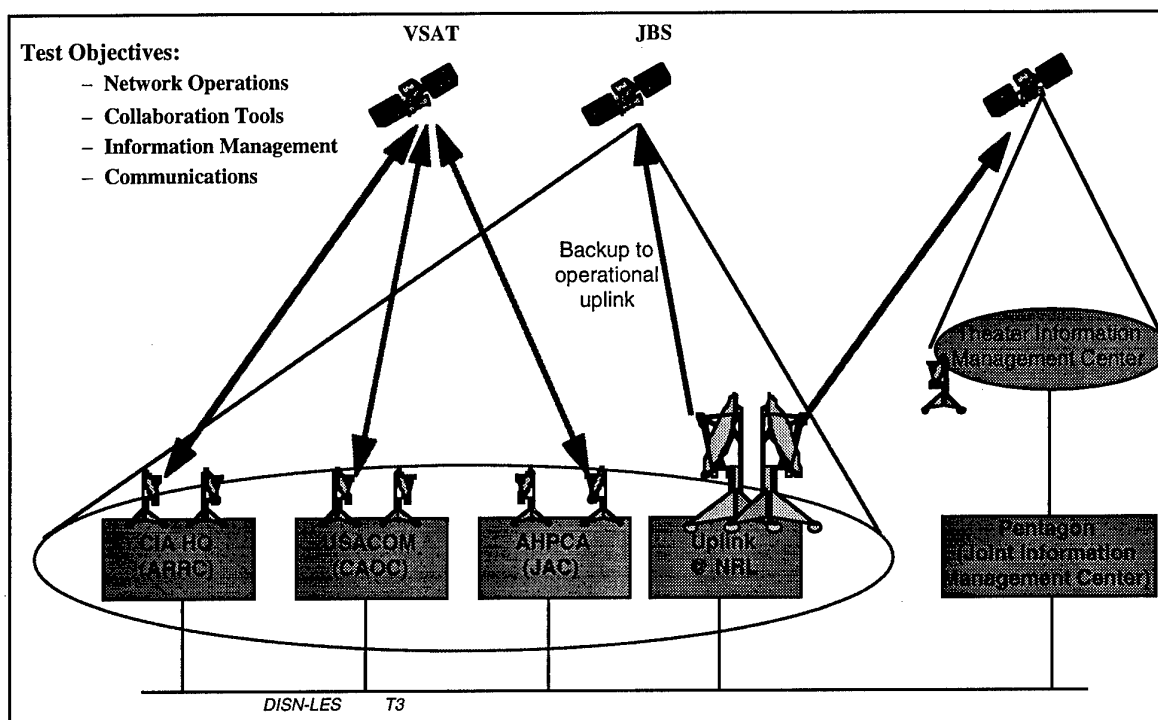 VSAT
JBS
Test Objectives:
– Network Operations
– Collaboration Tools
– Information Management
– Communications
Backup to
operational
uplink
Theater Information
Management Center
CIA HQ
(ARRC)
USACOM
(CAOC)
AHPCA
(JAC)
Uplink
@ NRL
Pentagon
(Joint Information
Management Center)
DISN-LES T3